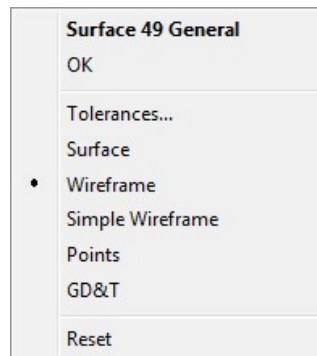 Surface 49 General
OK
Tolerances...
Surface
Wireframe
Simple Wireframe
Points
GD&T
Reset